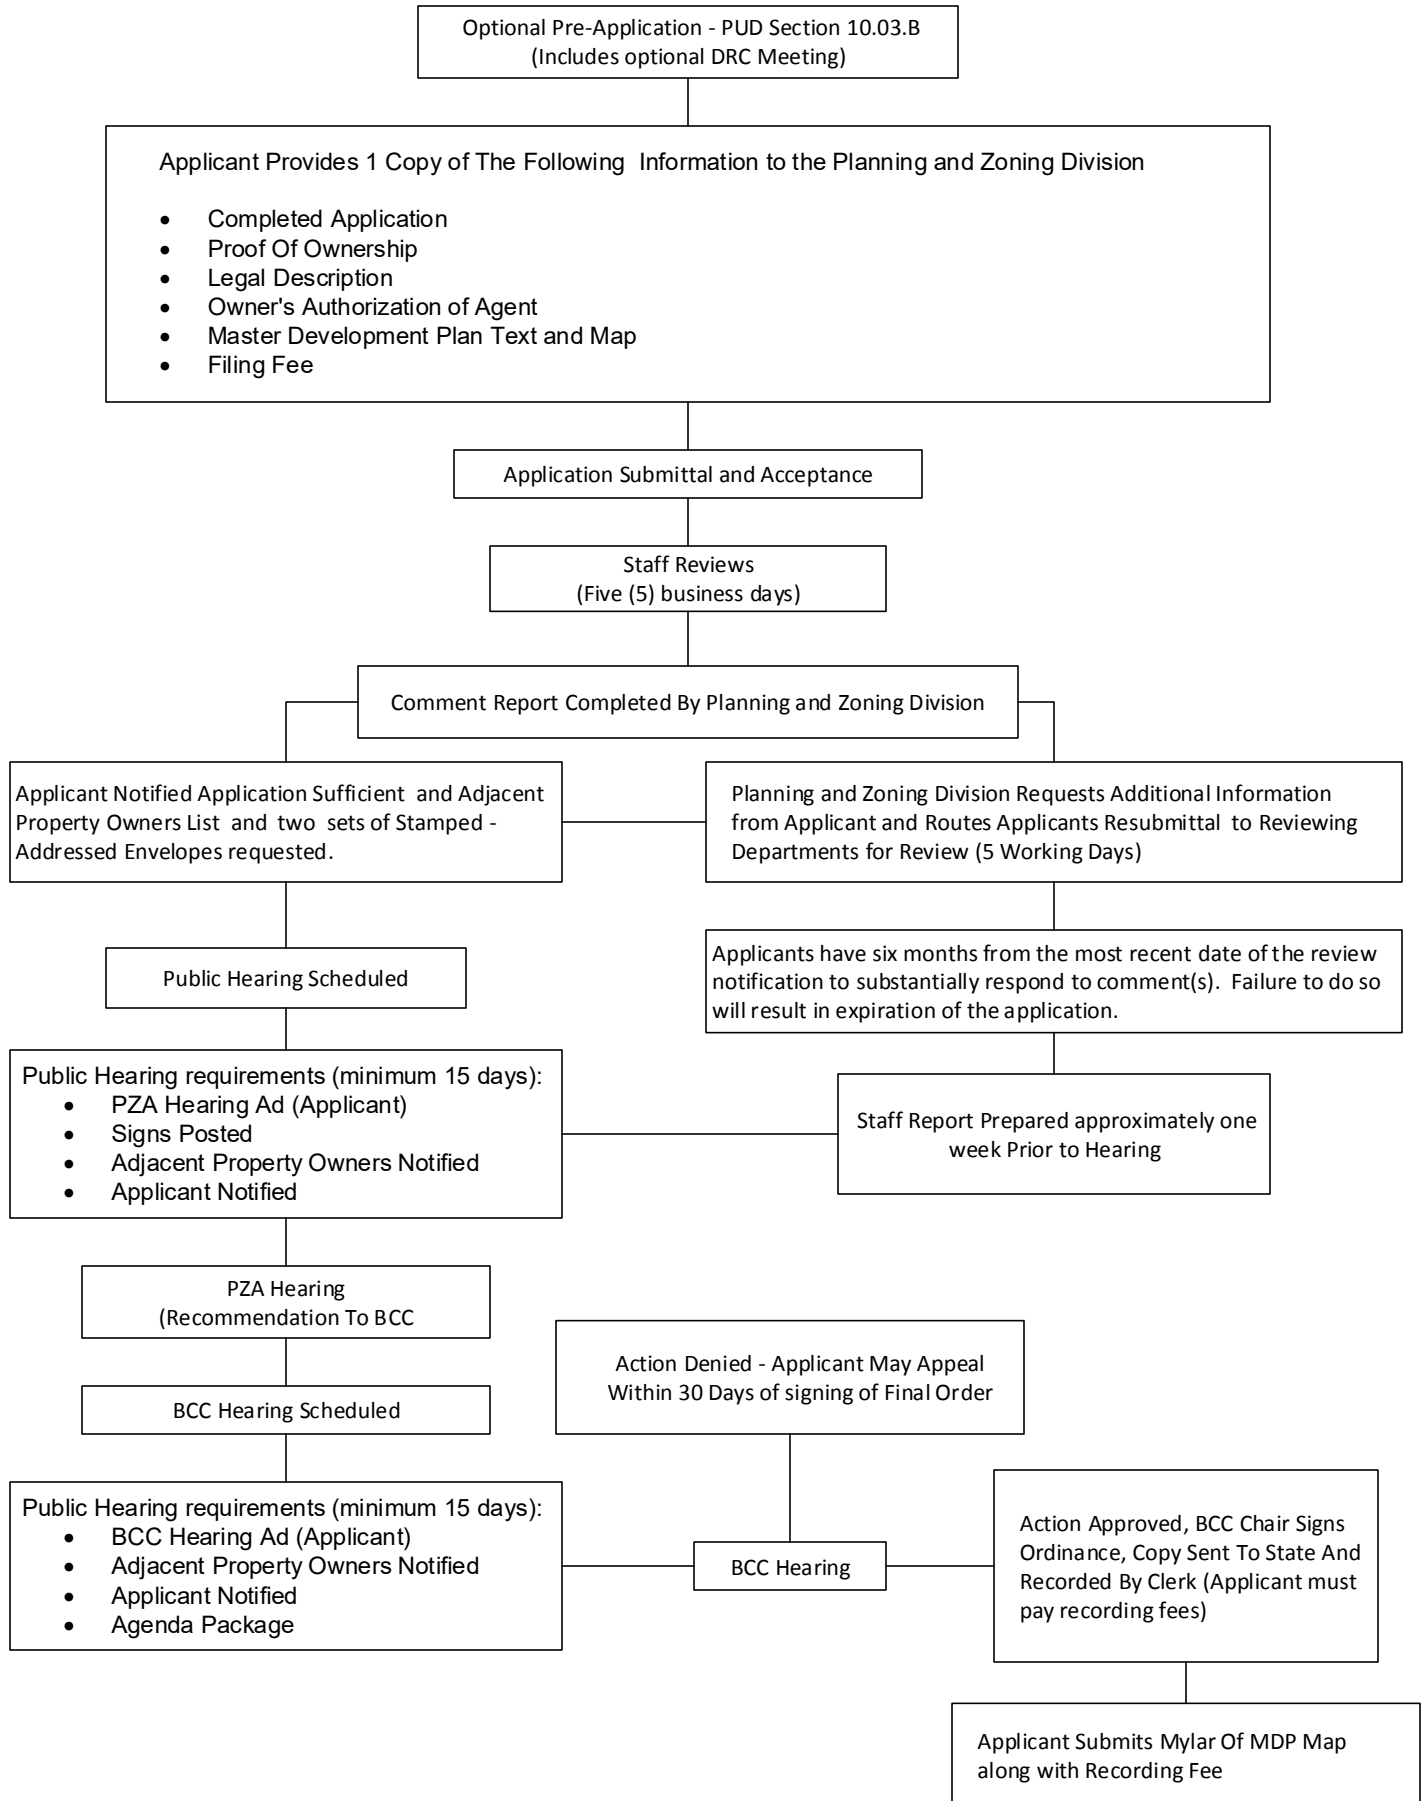 Optional Pre-Application - PUD Section 10.03.B
(Includes optional DRC Meeting)
Applicant Provides 1 Copy of The Following Information to the Planning and Zoning Division
• Completed Application
• Proof Of Ownership
• Legal Description
• Owner's Authorization of Agent
• Master Development Plan Text and Map
• Filing Fee
Application Submittal and Acceptance
Staff Reviews
(Five (5) business days)
Comment Report Completed By Planning and Zoning Division
Applicant Notified Application Sufficient and Adjacent
Property Owners List and two sets of Stamped -
Addressed Envelopes requested.
Planning and Zoning Division Requests Additional Information
from Applicant and Routes Applicants Resubmittal to Reviewing
Departments for Review (5 Working Days)
Public Hearing Scheduled
Applicants have six months from the most recent date of the review
notification to substantially respond to comment(s). Failure to do so
will result in expiration of the application.
Public Hearing requirements (minimum 15 days):
• PZA Hearing Ad (Applicant)
• Signs Posted
• Adjacent Property Owners Notified
• Applicant Notified
Staff Report Prepared approximately one
week Prior to Hearing
PZA Hearing
(Recommendation To BCC
Action Denied - Applicant May Appeal
Within 30 Days of signing of Final Order
BCC Hearing Scheduled
Public Hearing requirements (minimum 15 days):
• BCC Hearing Ad (Applicant)
• Adjacent Property Owners Notified
• Applicant Notified
• Agenda Package
BCC Hearing
Action Approved, BCC Chair Signs
Ordinance, Copy Sent To State And
Recorded By Clerk (Applicant must
pay recording fees)
Applicant Submits Mylar Of MDP Map
along with Recording Fee